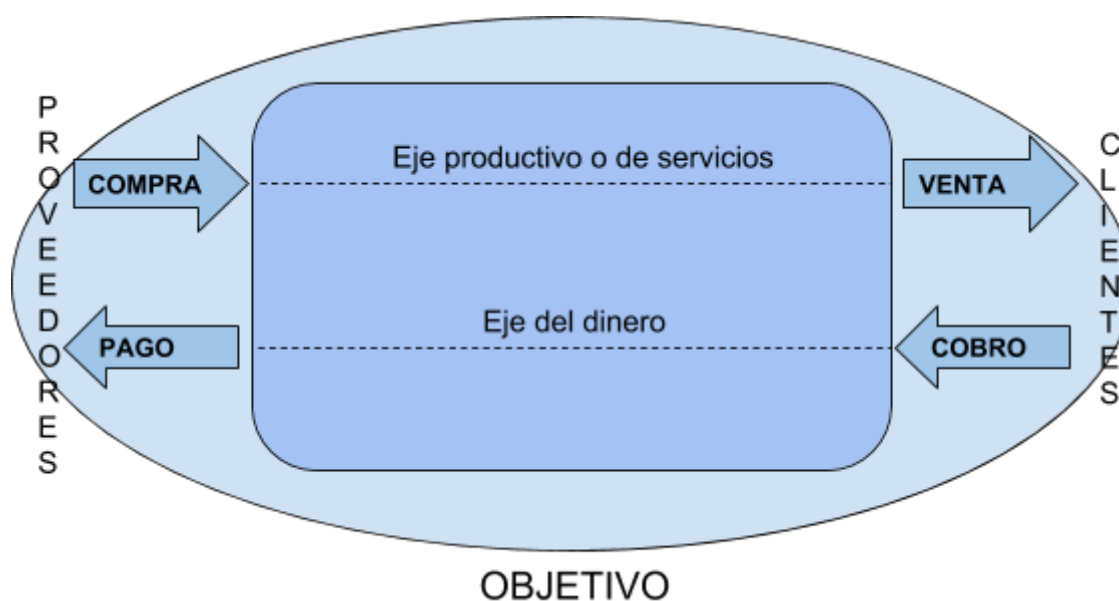 PROVEEDORES
CLIENTES
Eje productivo o de servicios
COMPRA
VENTA
Eje del dinero
PAGO
COBRO
OBJETIVO